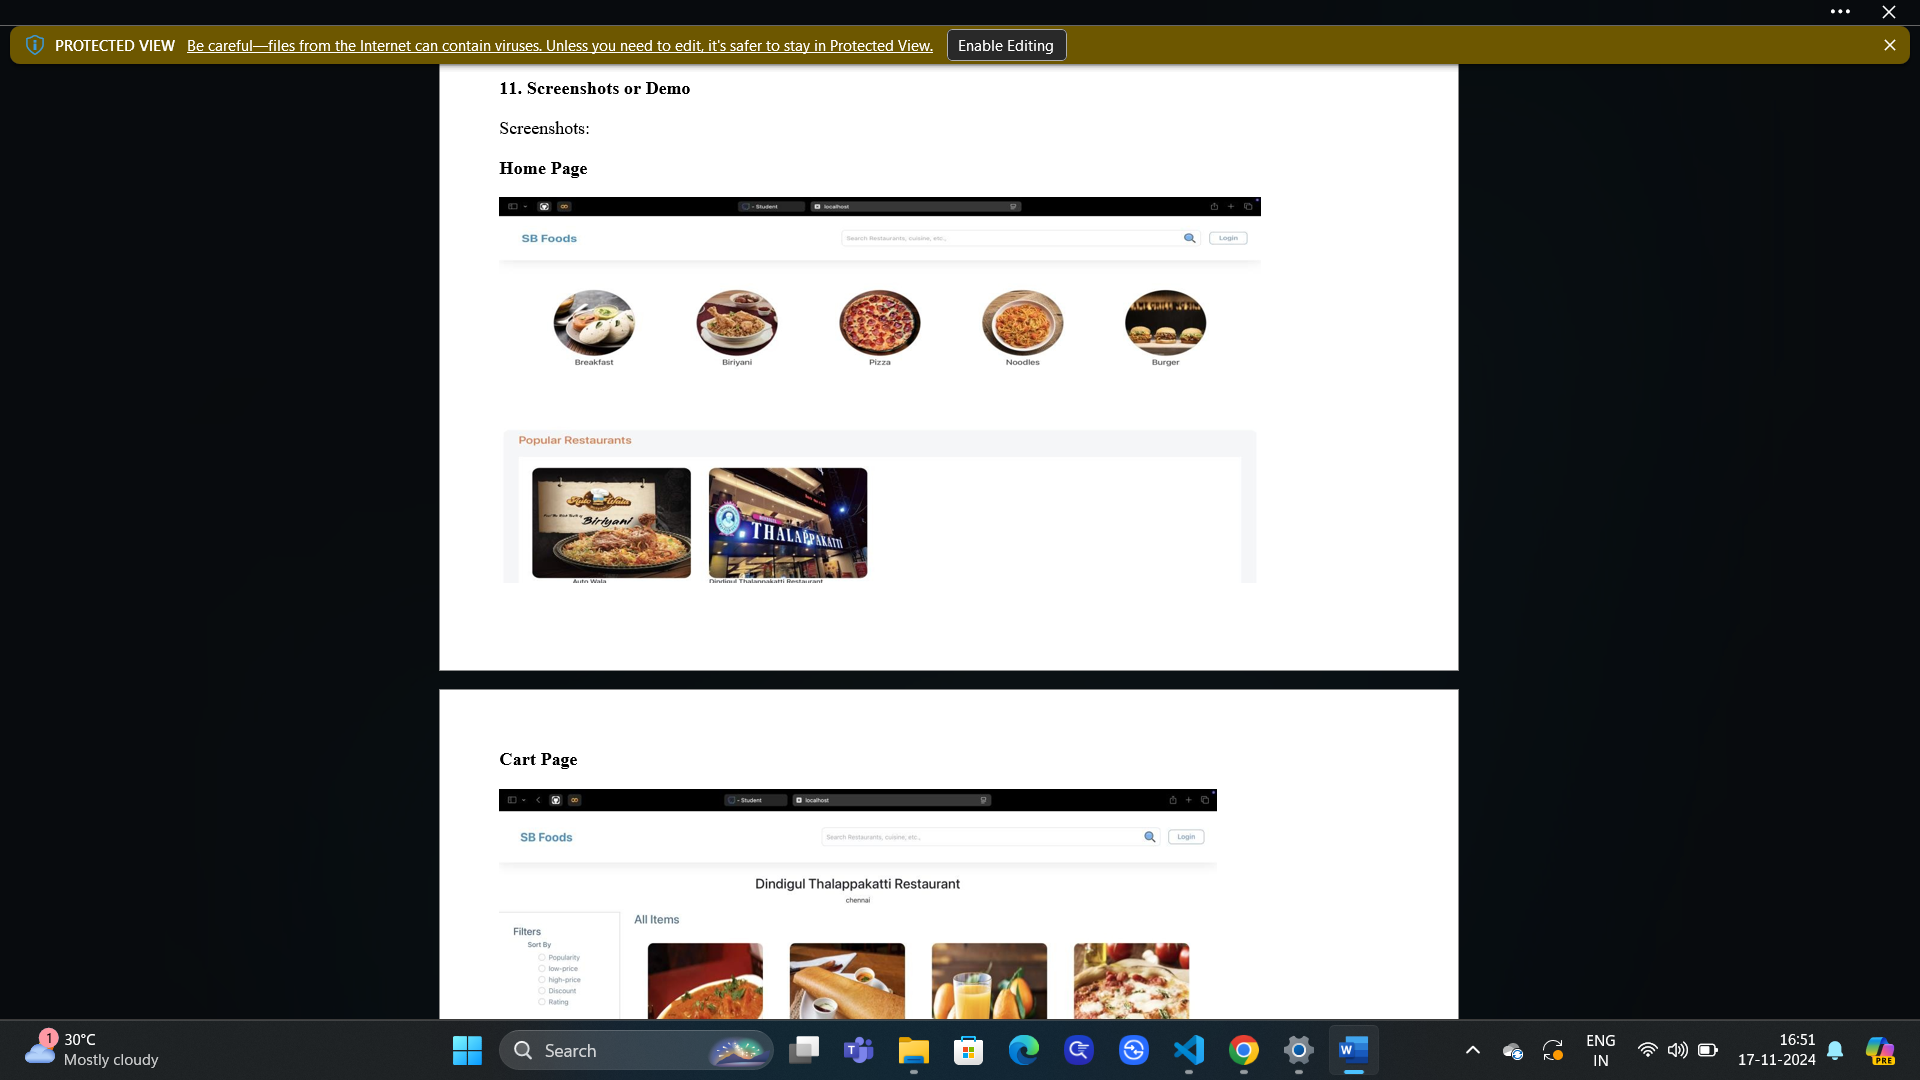 PROTECTED VIEW Be careful—files from the Internet can contain viruses. Unless you need to edit, it's safer to stay in Protected View. Enable Editing
11. Screenshots or Demo
Screenshots:
Home Page
- Student
localhost
SB Foods
Search Restaurants, cuisine, etc.,
Login
Breakfast
Biriyani
Pizza
Noodles
Burger
Popular Restaurants
Biriyani
THALAPPAKATTI
Auto Wala
Dindigul Thalappakatti Restaurant
Cart Page
- Student
localhost
SB Foods
Search Restaurants, cuisine, etc.,
Login
Dindigul Thalappakatti Restaurant
chennai
All Items
Filters
Sort By
Popularity
low-price
high-price
Discount
Rating
1
30°C
Mostly cloudy
Search
ENG
IN
16:51
17-11-2024
PRE